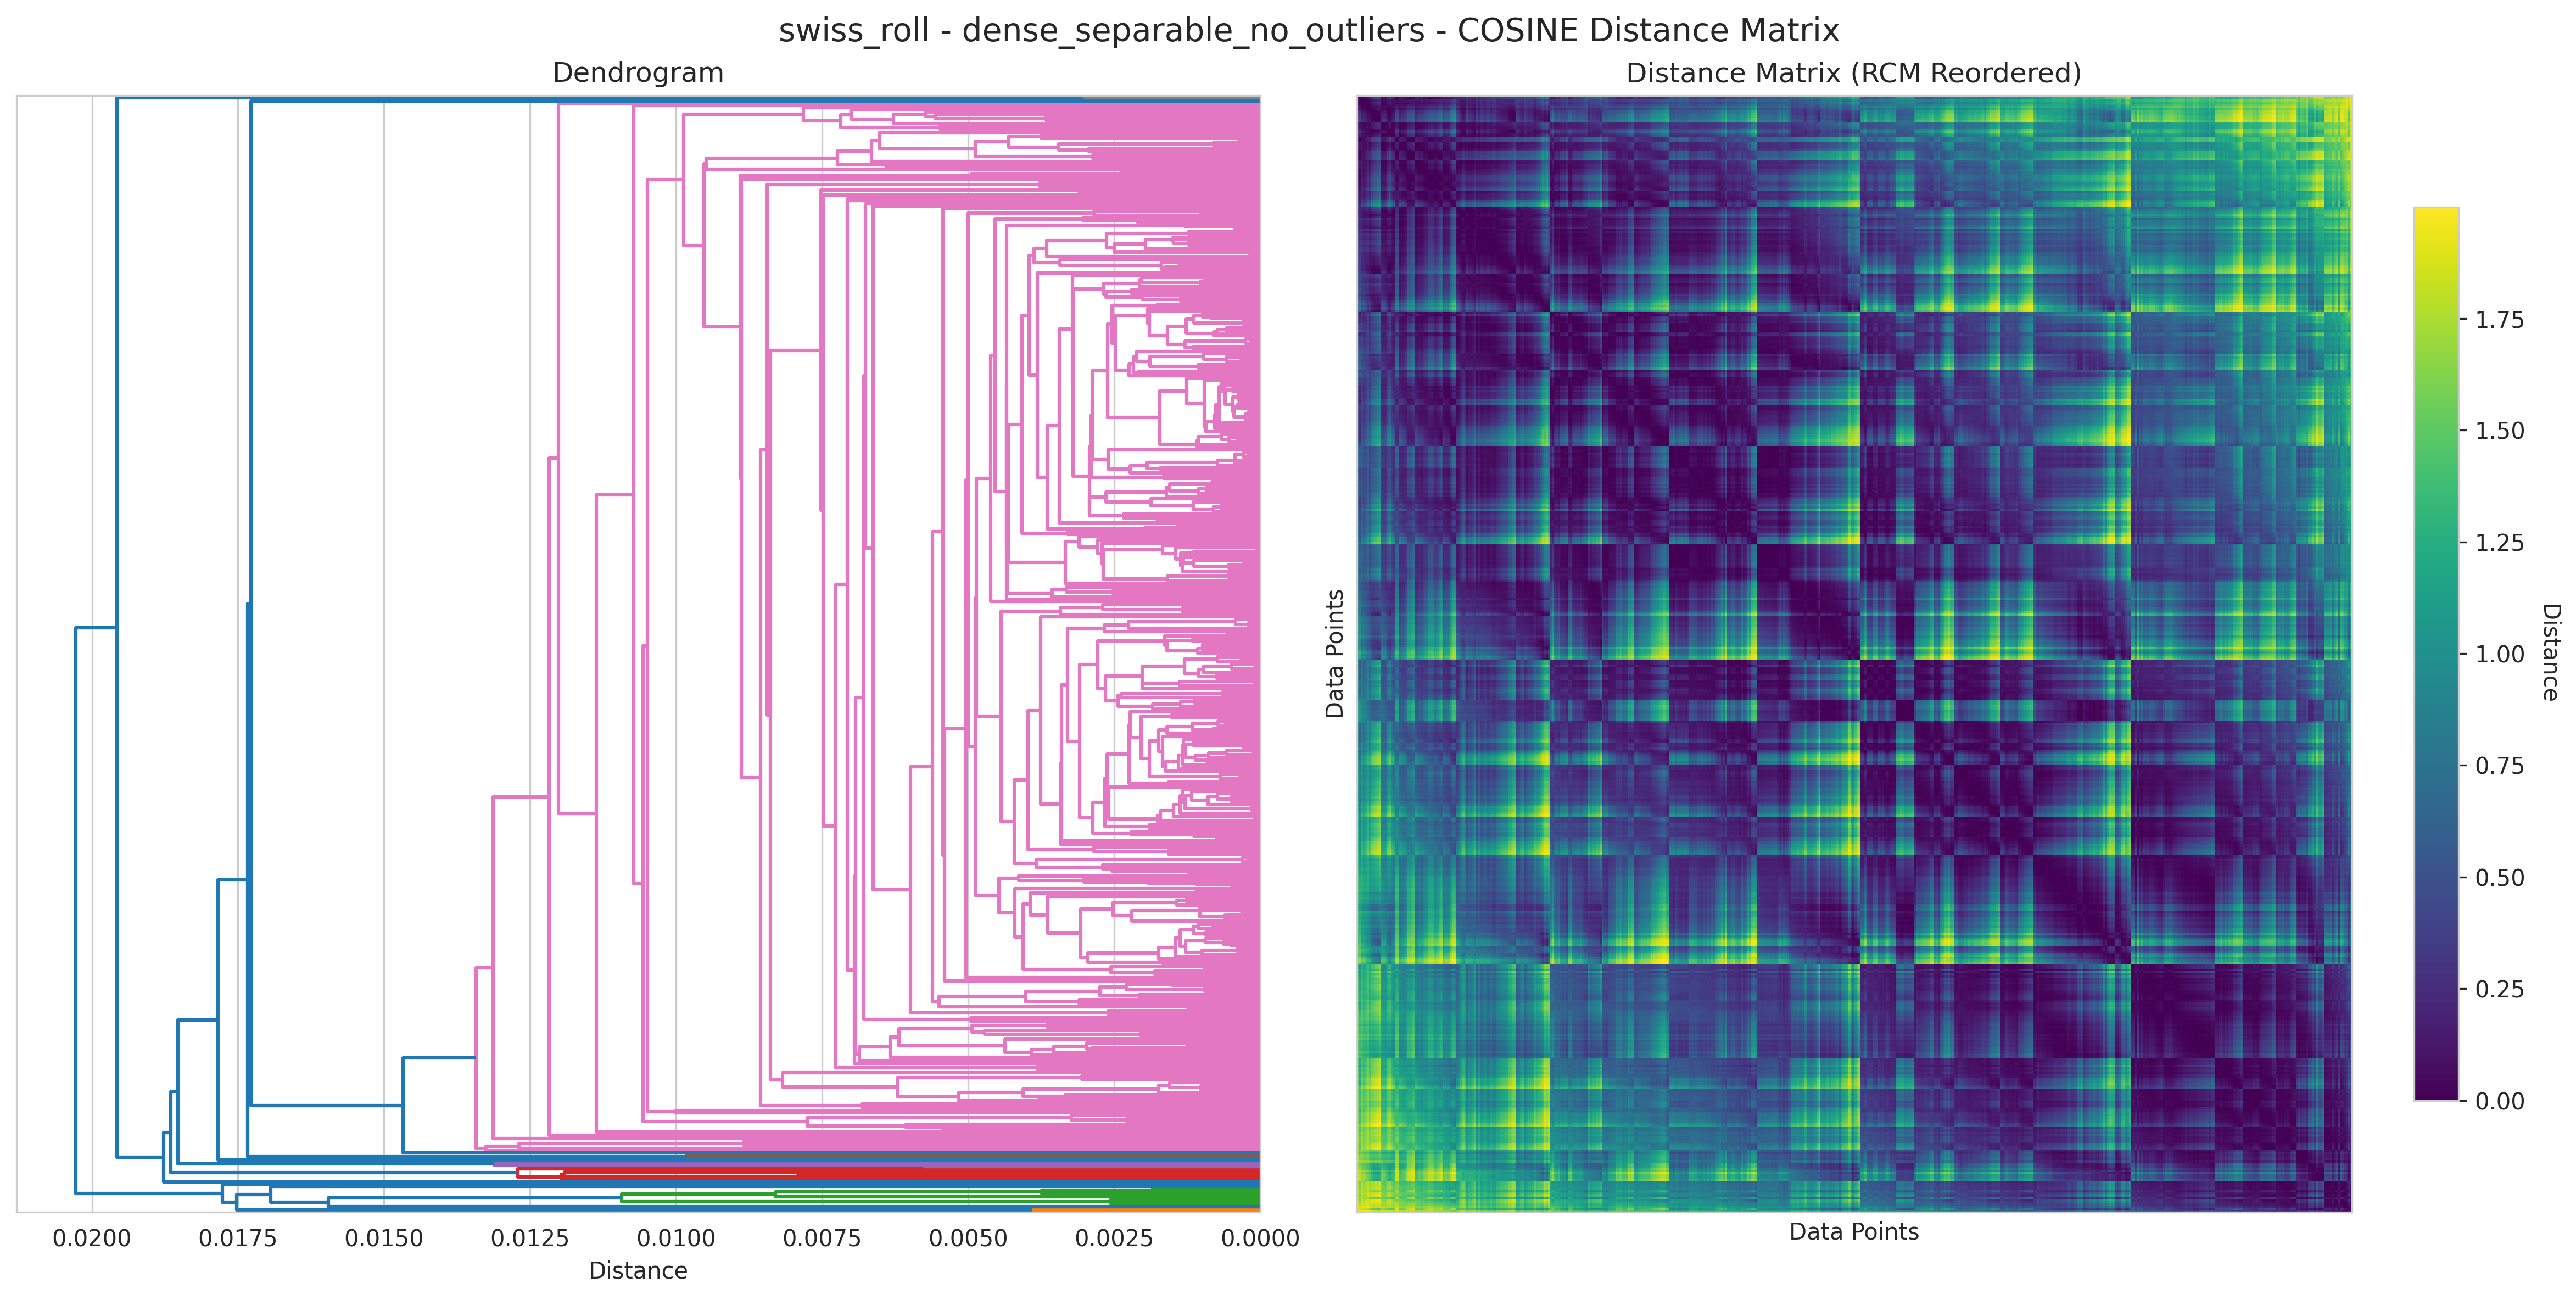 swiss_roll - dense_separable_no_outliers - COSINE Distance Matrix
Dendrogram
Distance Matrix (RCM Reordered)
Data Points
1.75
1.50
1.25
1.00
0.75
0.50
0.25
0.00
Distance
0.0200 0.0175 0.0150 0.0125 0.0100 0.0075 0.0050 0.0025 0.0000
Distance
Data Points